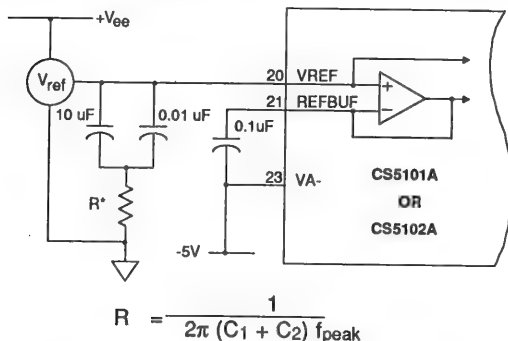 +Vee
Vref
20 VREF
10 uF
0.01 uF
21 REFBUF
0.1uF
+
-
23 VA-
CS5101A
OR
CS5102A
R*
-5V
R = 1 / 2π (C1 + C2) fpeak